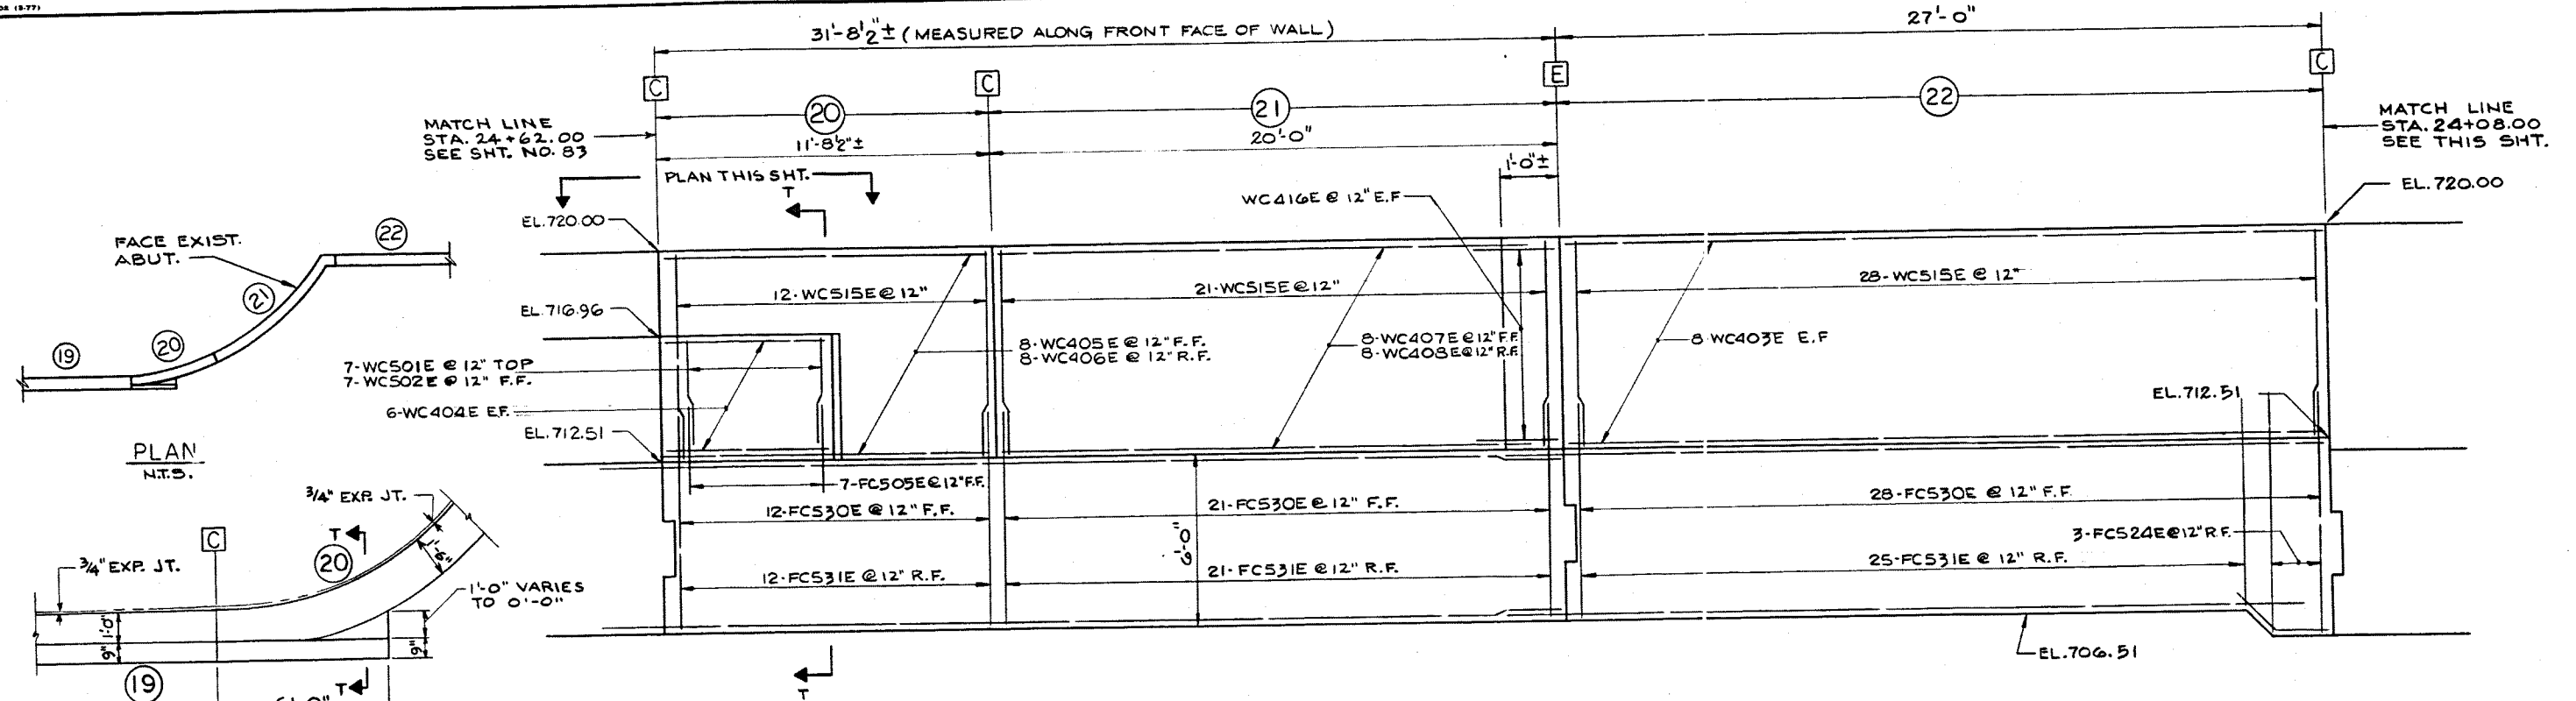 31'-8½"± (MEASURED ALONG FRONT FACE OF WALL)
27'-0"
C
C
E
C
20
21
22
MATCH LINE
STA. 24+62.00
SEE SHT. NO. 83
11'-8½"±
20'-0"
MATCH LINE
STA. 24+08.00
SEE THIS SHT.
1'-0"±
PLAN THIS SHT.
T
WC416E @ 12" E.F
EL.720.00
EL.720.00
FACE EXIST.
ABUT.
22
21
20
19
PLAN
N.T.S.
12-WC515E @ 12"
21-WC515E @ 12"
28-WC515E @ 12"
EL.716.96
7-WC501E @ 12" TOP
7-WC502E @ 12" F.F.
6-WC404E E.F.
EL.712.51
8-WC405E @ 12" F.F.
8-WC406E @ 12" R.F.
8-WC407E @ 12" F.F.
8-WC408E @ 12" R.F.
8-WC403E E.F
EL.712.51
7-FC505E @ 12" F.F.
12-FC530E @ 12" F.F.
21-FC530E @ 12" F.F.
28-FC530E @ 12" F.F.
6'-0"
3-FC524E @ 12" R.F.
12-FC531E @ 12" R.F.
21-FC531E @ 12" R.F.
25-FC531E @ 12" R.F.
EL.706.51
T
3/4" EXP. JT.
C
T
20
3/4" EXP. JT.
1'-6"
1'-0" VARIES
TO 0'-0"
1'-0"
9"
9"
19
T